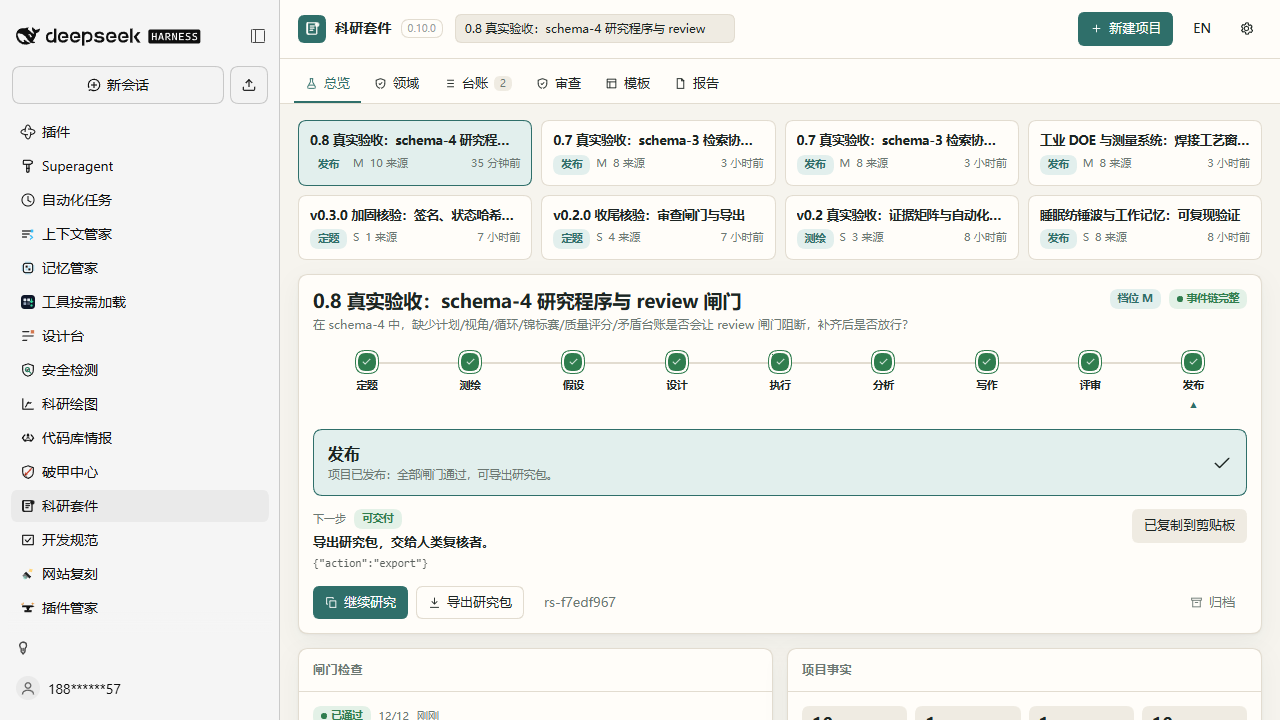 deepseek HARNESS
新会话
插件
Superagent
自动化任务
上下文管家
记忆管家
工具按需加载
设计台
安全检测
科研绘图
代码库情报
破甲中心
科研套件
开发规范
网站复刻
插件管家
188******57
科研套件 0.10.0 0.8 真实验收：schema-4 研究程序与 review
新建项目 EN
总览 领域 台账 2 审查 模板 报告
0.8 真实验收：schema-4 研究程…
发布 M 10 来源 35 分钟前
0.7 真实验收：schema-3 检索协…
发布 M 8 来源 3 小时前
0.7 真实验收：schema-3 检索协…
发布 M 8 来源 3 小时前
工业 DOE 与测量系统：焊接工艺窗…
发布 M 8 来源 3 小时前
v0.3.0 加固核验：签名、状态哈希…
定题 S 1 来源 7 小时前
v0.2.0 收尾核验：审查闸门与导出
定题 S 4 来源 7 小时前
v0.2 真实验收：证据矩阵与自动化…
测绘 S 3 来源 8 小时前
睡眠纺锤波与工作记忆：可复现验证
发布 S 8 来源 8 小时前
0.8 真实验收：schema-4 研究程序与 review 闸门
档位 M 事件链完整
在 schema-4 中，缺少计划/视角/循环/锦标赛/质量评分/矛盾台账是否会让 review 闸门阻断，补齐后是否放行？
定题 测绘 假设 设计 执行 分析 写作 评审 发布
发布
项目已发布：全部闸门通过，可导出研究包。
下一步 可交付
已复制到剪贴板
导出研究包，交给人类复核者。
{"action":"export"}
继续研究 导出研究包 rs-f7edf967 归档
闸门检查
已通过 12/12 刚刚
项目事实